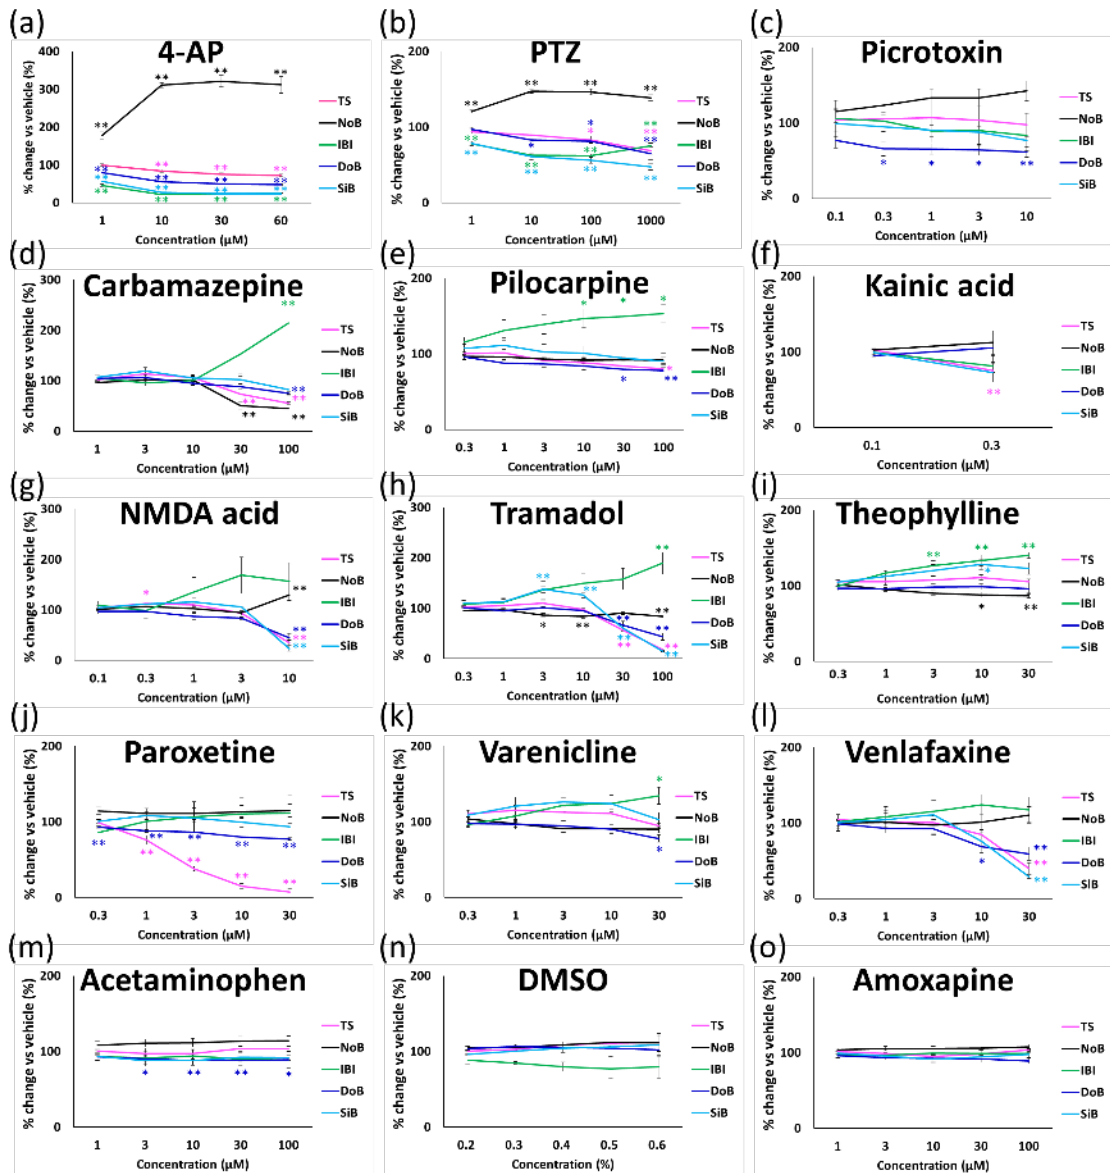 (a)
4-AP
% change vs vehicle (%)
400
300
200
100
0
** ** ** **
** ** **
** ** ** **
** ** ** **
** ** ** **
1 10 30 60
Concentration (μM)
TS
NoB
IBI
DoB
SiB
(b)
PTZ
% change vs vehicle (%)
200
100
0
** ** ** **
1 10 100 1000
Concentration (μM)
TS
NoB
IBI
DoB
SiB
(c)
Picrotoxin
% change vs vehicle (%)
200
100
0
* * * **
0.1 0.3 1 3 10
Concentration (μM)
TS
NoB
IBI
DoB
SiB
(d)
Carbamazepine
% change vs vehicle (%)
300
200
100
0
**
**
** **
** **
1 3 10 30 100
Concentration (μM)
TS
NoB
IBI
DoB
SiB
(e)
Pilocarpine
% change vs vehicle (%)
200
100
0
* * *
**
* **
0.3 1 3 10 30 100
Concentration (μM)
TS
NoB
IBI
DoB
SiB
(f)
Kainic acid
% change vs vehicle (%)
200
100
0
**
0.1 0.3
Concentration (μM)
TS
NoB
IBI
DoB
SiB
(g)
NMDA acid
% change vs vehicle (%)
300
200
100
0
*
**
**
**
**
0.1 0.3 1 3 10
Concentration (μM)
TS
NoB
IBI
DoB
SiB
(h)
Tramadol
% change vs vehicle (%)
300
200
100
0
**
** **
* ** **
** **
** **
** **
0.3 1 3 10 30 100
Concentration (μM)
TS
NoB
IBI
DoB
SiB
(i)
Theophylline
% change vs vehicle (%)
300
200
100
0
** ** **
*
* **
0.3 1 3 10 30
Concentration (μM)
TS
NoB
IBI
DoB
SiB
(j)
Paroxetine
% change vs vehicle (%)
200
100
0
** ** ** ** **
** ** ** **
0.3 1 3 10 30
Concentration (μM)
TS
NoB
IBI
DoB
SiB
(k)
Varenicline
% change vs vehicle (%)
200
100
0
*
*
0.3 1 3 10 30
Concentration (μM)
TS
NoB
IBI
DoB
SiB
(l)
Venlafaxine
% change vs vehicle (%)
200
100
0
* **
**
**
0.3 1 3 10 30
Concentration (μM)
TS
NoB
IBI
DoB
SiB
(m)
Acetaminophen
% change vs vehicle (%)
200
100
0
* ** ** *
1 3 10 30 100
Concentration (μM)
TS
NoB
IBI
DoB
SiB
(n)
DMSO
% change vs vehicle (%)
200
100
0
0.2 0.3 0.4 0.5 0.6
Concentration (%)
TS
NoB
IBI
DoB
SiB
(o)
Amoxapine
% change vs vehicle (%)
200
100
0
1 3 10 30 100
Concentration (μM)
TS
NoB
IBI
DoB
SiB